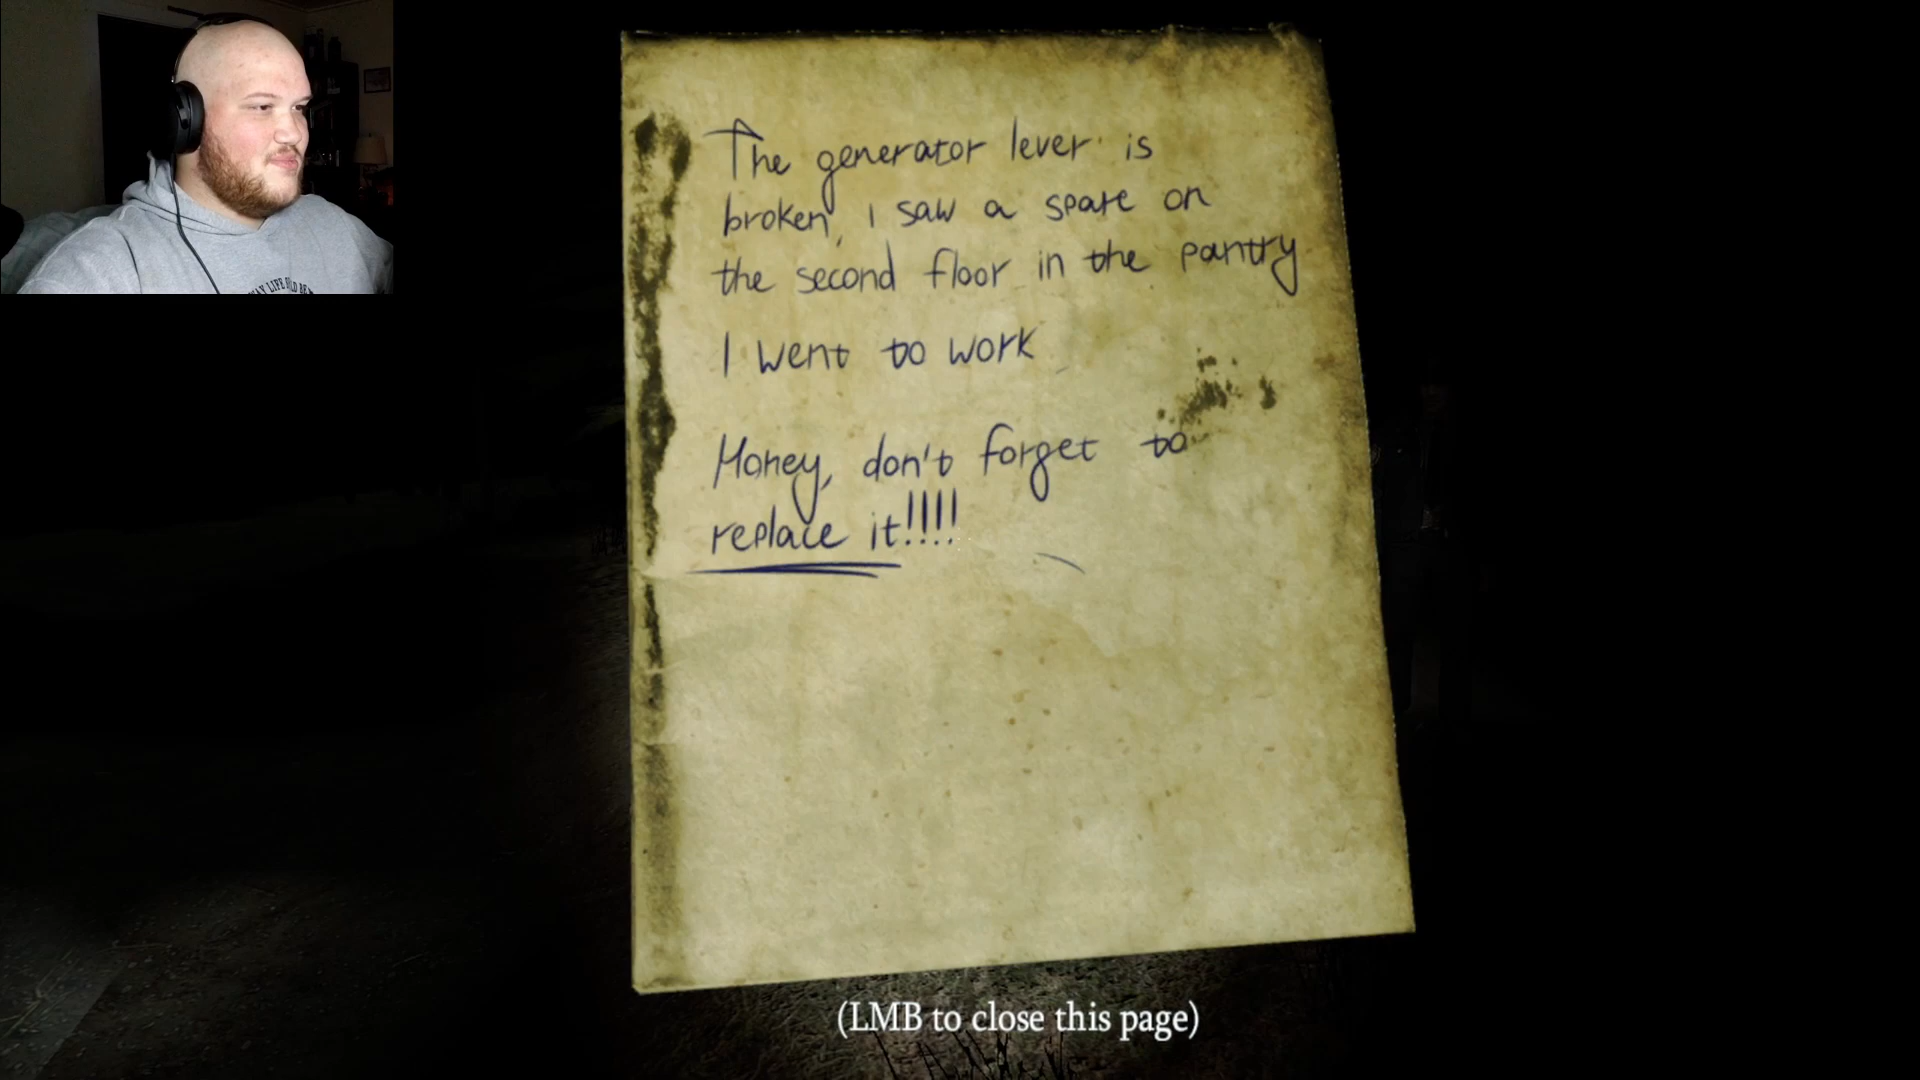 The generator lever is
broken, i saw a spare on
the second floor in the pantry
I went to work
Honey, don't forget to
replace it!!!!
(LMB to close this page)